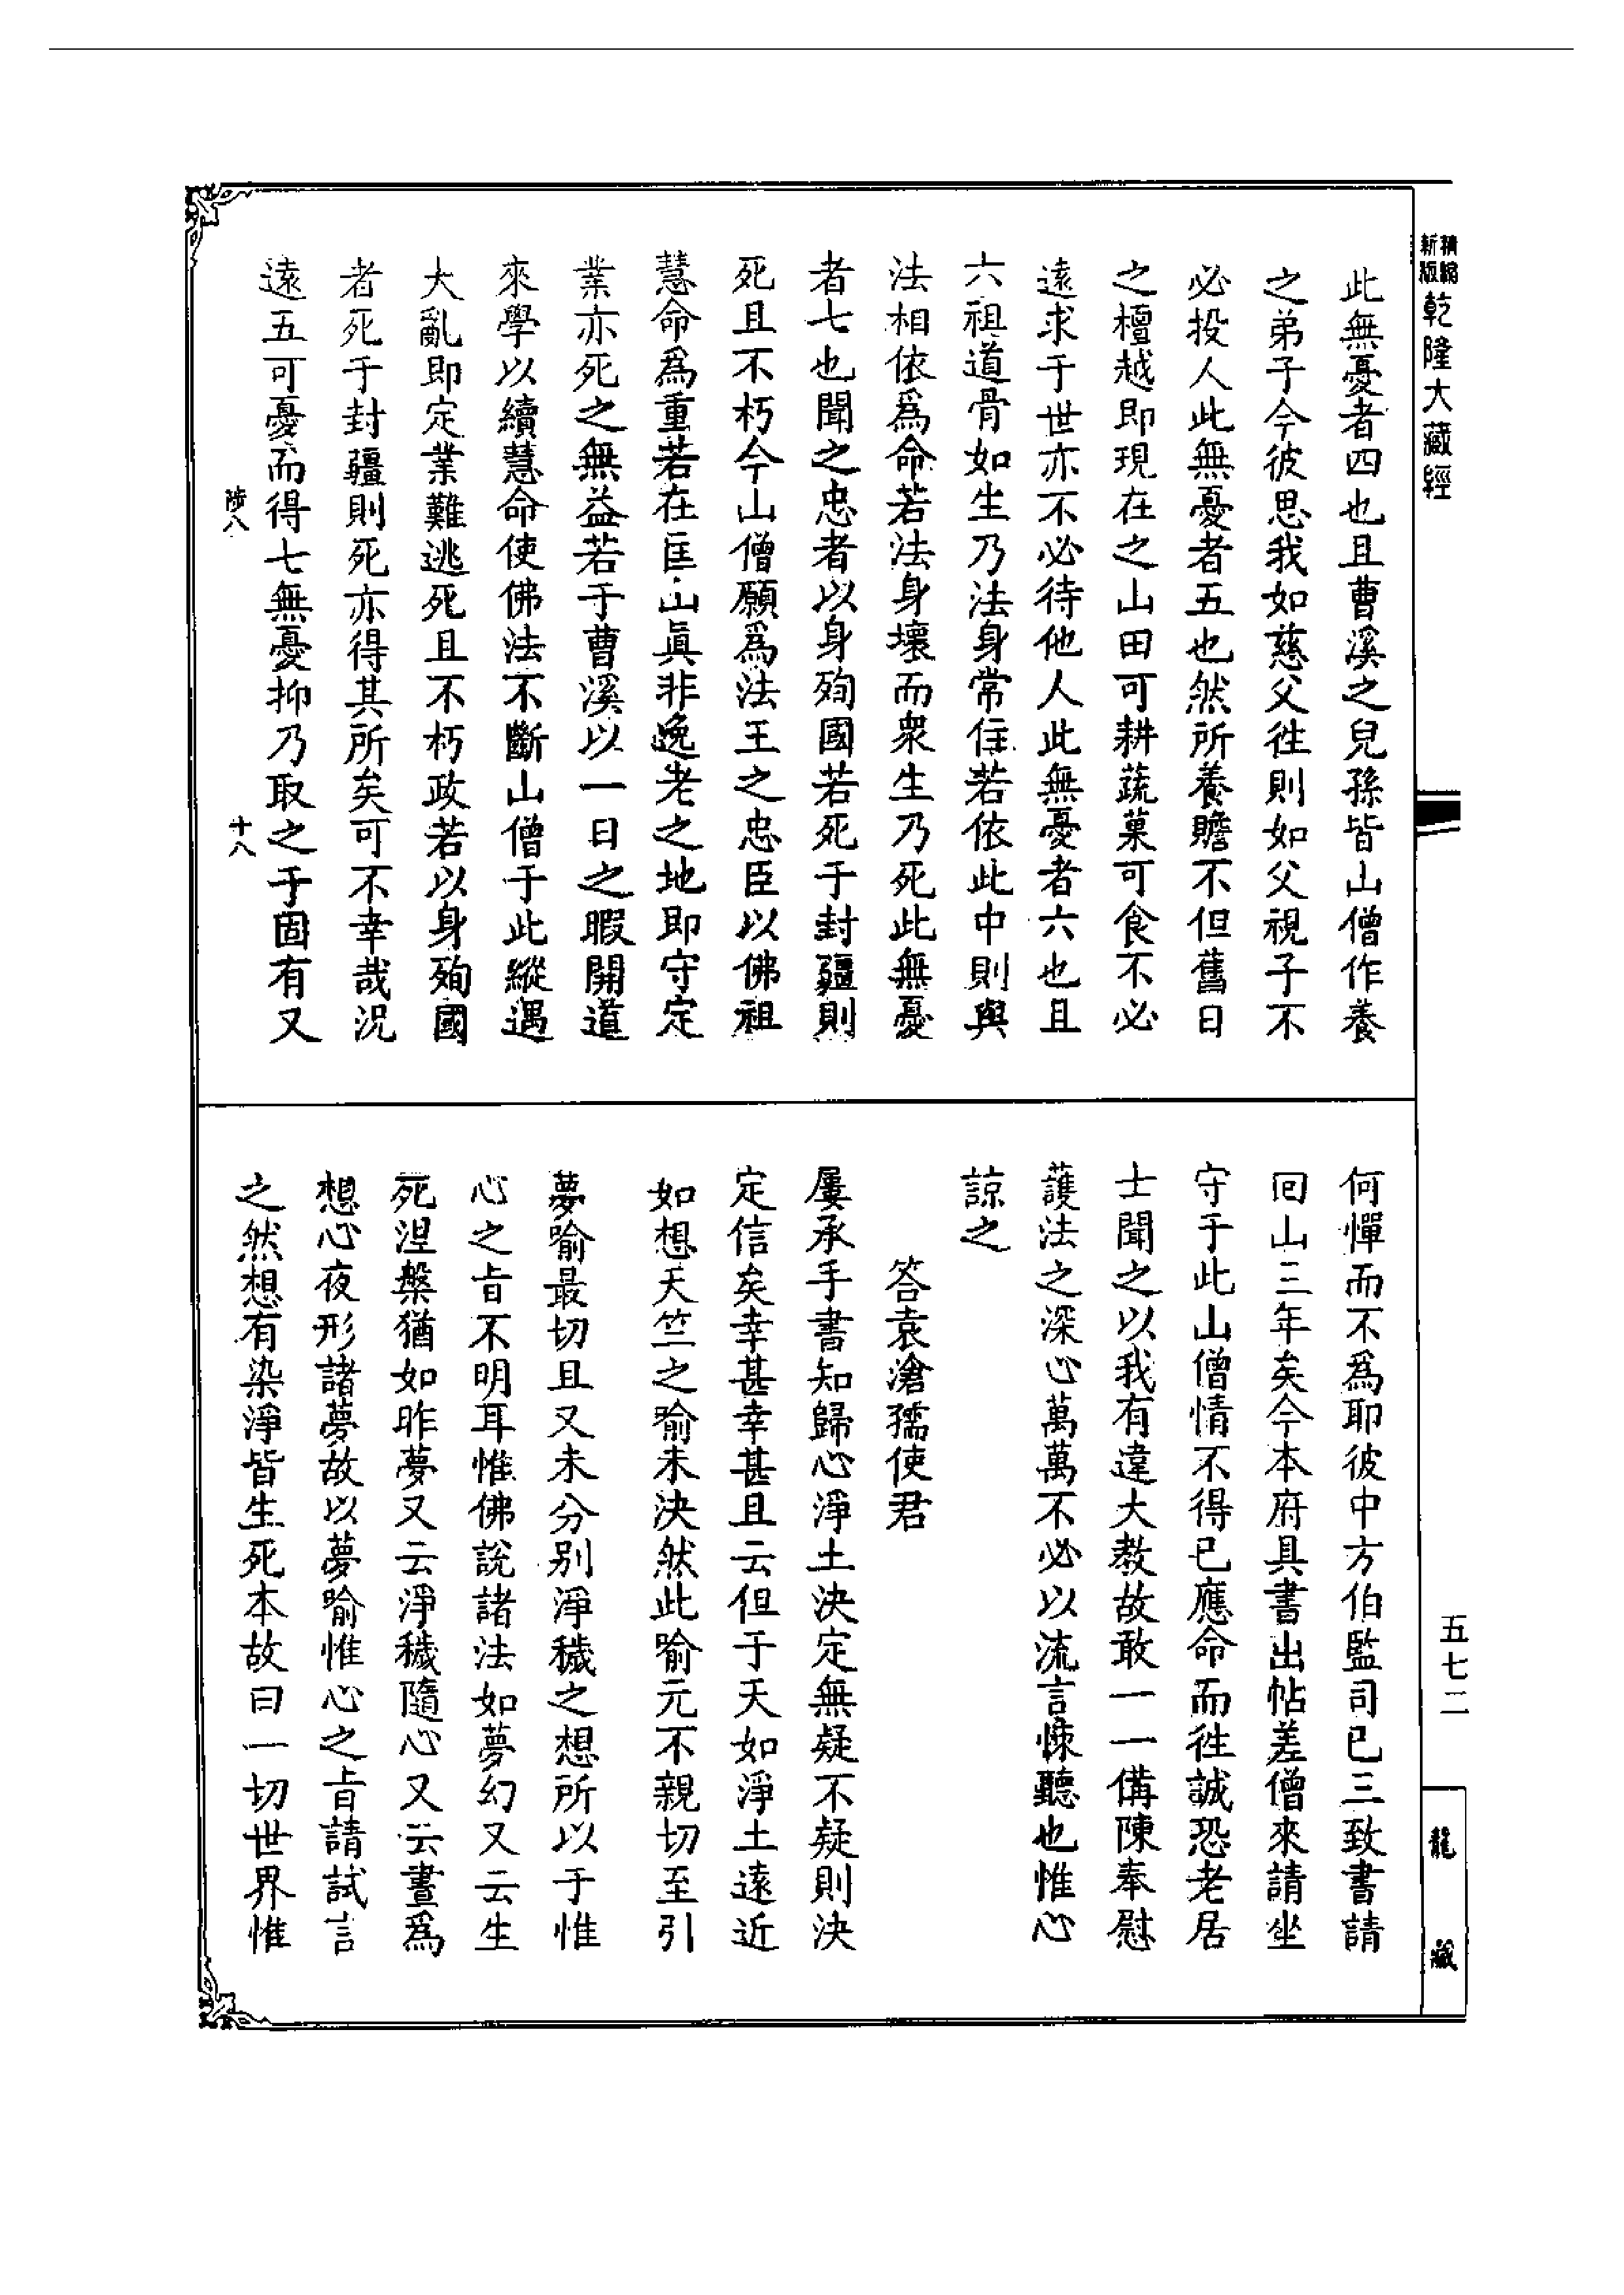 精縮
新版
乾隆大藏經
此無憂者四也且曹溪之兒孫皆山僧作養
之弟子今彼思我如慈父往則如父視子不
必投人此無憂者五也然所養贍不但舊日
之檀越即現在之山田可耕蔬菓可食不必
遠求于世亦不必待他人此無憂者六也且
六祖道骨如生乃法身常住若依此中則與
法相依爲命若法身壞而衆生乃死此無憂
者七也聞之忠者以身殉國若死于封疆則
死且不朽今山僧願爲法王之忠臣以佛祖
慧命爲重若在匡山眞非逸老之地即守定
業亦死之無益若于曹溪以一日之暇開道
來學以續慧命使佛法不斷山僧于此縱遇
大亂即定業難逃死且不朽政若以身殉國
者死于封疆則死亦得其所矣可不幸哉況
遠五可憂而得七無憂抑乃取之于固有又
陟八
十八
何憚而不爲耶彼中方伯監司已三致書請
回山三年矣今本府具書出帖差僧來請坐
守于此山僧情不得已應命而往誠恐老居
士聞之以我有違大教故敢一一備陳奉慰
護法之深心萬萬不必以流言悚聽也惟心
諒之
答袁滄孺使君
屢承手書知歸心淨土決定無疑不疑則決
定信矣幸甚幸甚且云但于天如淨土遠近
如想天竺之喻未決然此喻元不親切至引
夢喻最切且又未分別淨穢之想所以于惟
心之旨不明耳惟佛說諸法如夢幻又云生
死涅槃猶如昨夢又云淨穢隨心又云晝爲
想心夜形諸夢故以夢喻惟心之旨請試言
之然想有染淨皆生死本故曰一切世界惟
五七二
龍藏